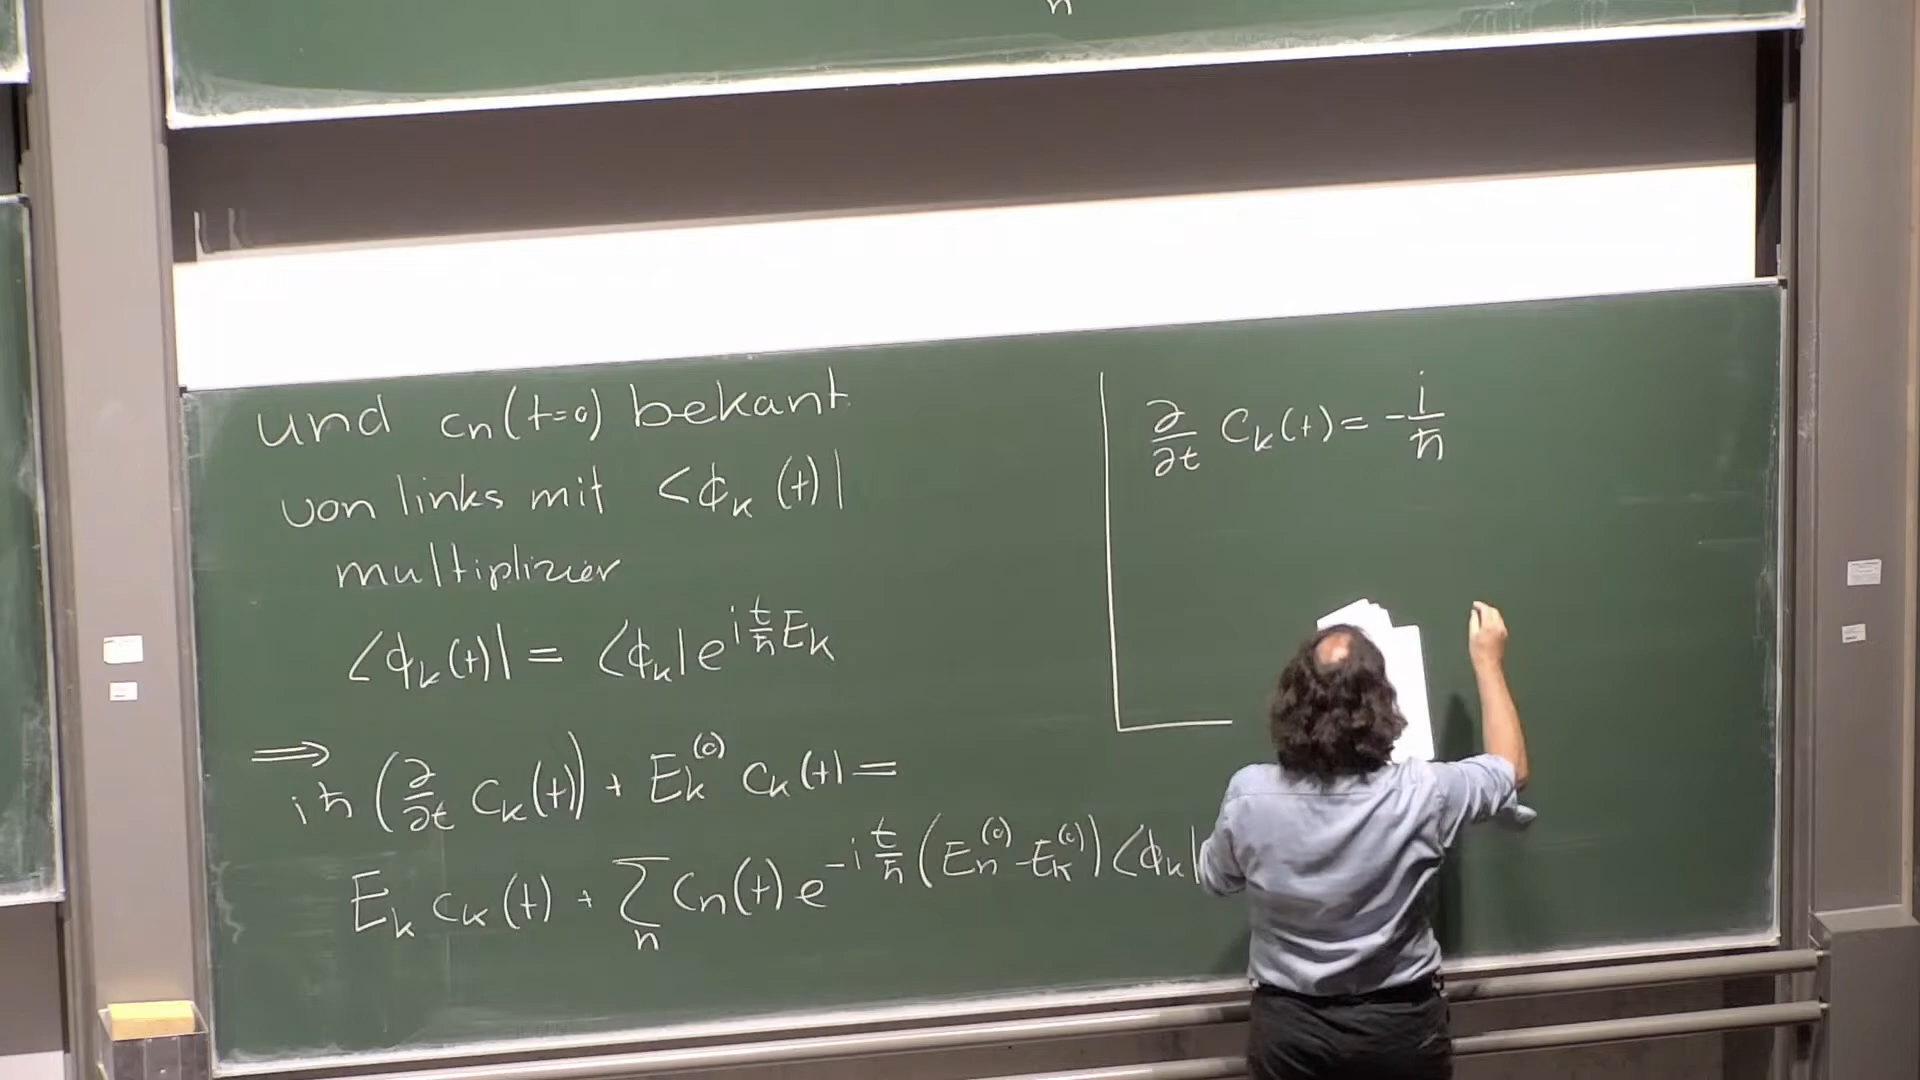 n
und cₙ(t=0) bekant
von links mit <ϕₖ(t)|
multiplizier
<ϕₖ(t)| = <ϕₖ|e^{i t/ħ Eₖ}
⟹ iħ(∂/∂t cₖ(t)) + Eₖ^{(0)} cₖ(t) =
Eₖ cₖ(t) + ∑ₙ cₙ(t) e^{-i t/ħ (Eₙ^{(0)} - Eₖ^{(0)})} <ϕₖ|
∂/∂t cₖ(t) = - i/ħ